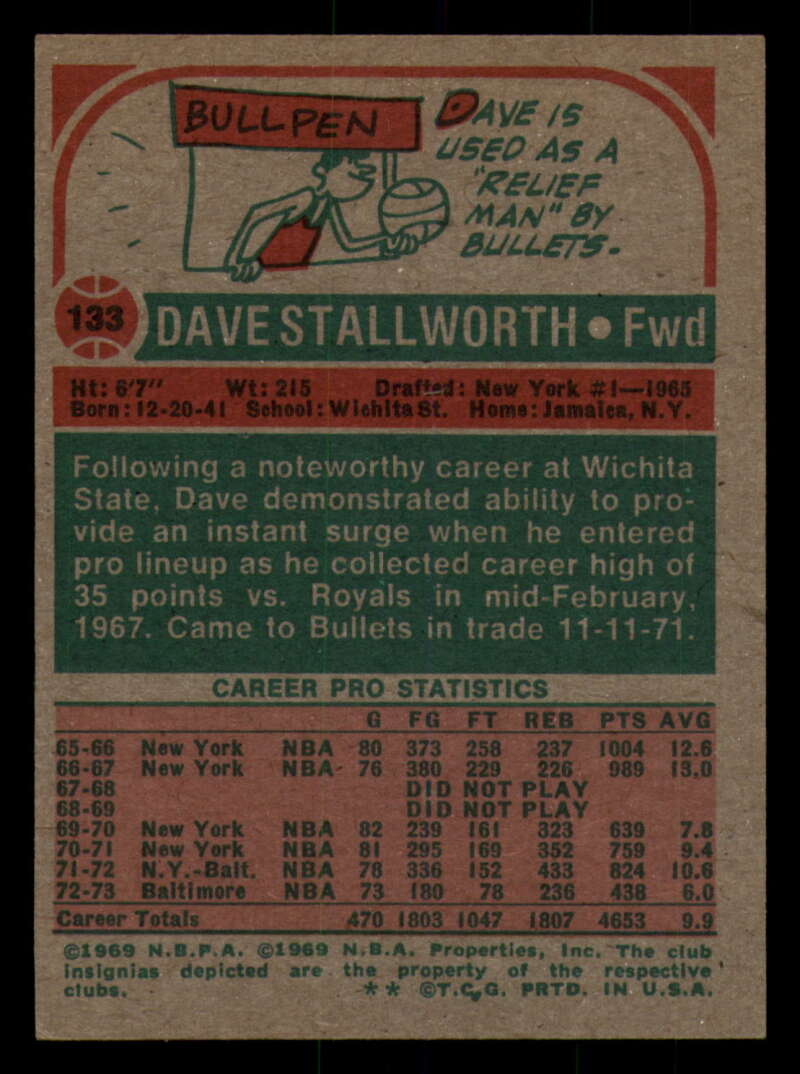 BULLPEN
DAVE IS
USED AS A
"RELIEF
MAN" BY
BULLETS.
133 DAVE STALLWORTH • Fwd
Ht: 6'7" Wt: 215 Drafted: New York #1—1965
Born: 12-20-41 School: Wichita St. Home: Jamaica, N.Y.
Following a noteworthy career at Wichita
State, Dave demonstrated ability to pro-
vide an instant surge when he entered
pro lineup as he collected career high of
35 points vs. Royals in mid-February,
1967. Came to Bullets in trade 11-11-71.
CAREER PRO STATISTICS
G FG FT REB PTS AVG
65-66 New York NBA 80 373 258 237 1004 12.6
66-67 New York NBA 76 380 229 226 989 13.0
67-68 DID NOT PLAY
68-69 DID NOT PLAY
69-70 New York NBA 82 239 161 323 639 7.8
70-71 New York NBA 81 295 169 352 759 9.4
71-72 N.Y.-Balt. NBA 78 336 152 433 824 10.6
72-73 Baltimore NBA 73 180 78 236 438 6.0
Career Totals 470 1803 1047 1807 4653 9.9
©1969 N.B.P.A. ©1969 N.B.A. Properties, Inc. The club
insignias depicted are the property of the respective
clubs. ** ©T.C.G. PRTD. IN U.S.A.